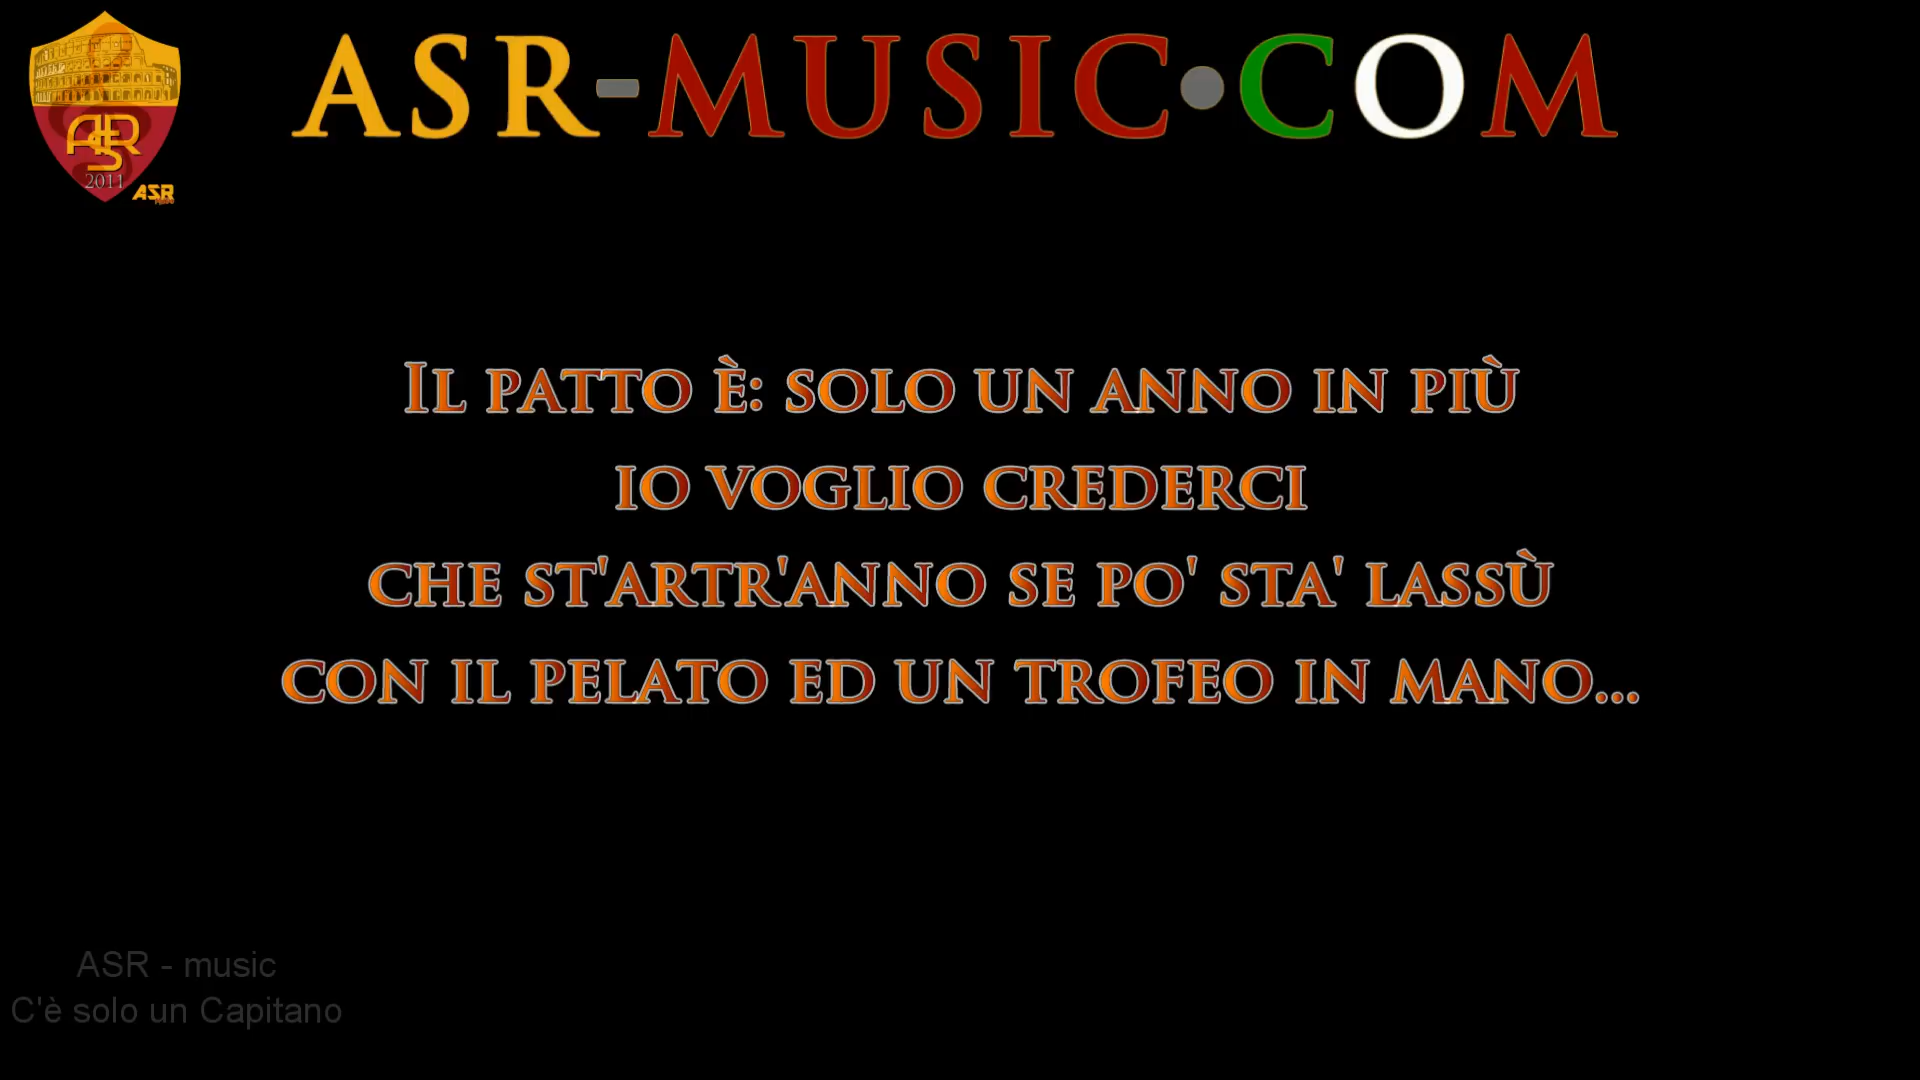 ASR-MUSIC.COM
ASR
2011
ASR
IL PATTO È: SOLO UN ANNO IN PIÙ
IO VOGLIO CREDERCI
CHE ST'ARTR'ANNO SE PO' STA' LASSÙ
CON IL PELATO ED UN TROFEO IN MANO...
ASR - music
C'è solo un Capitano